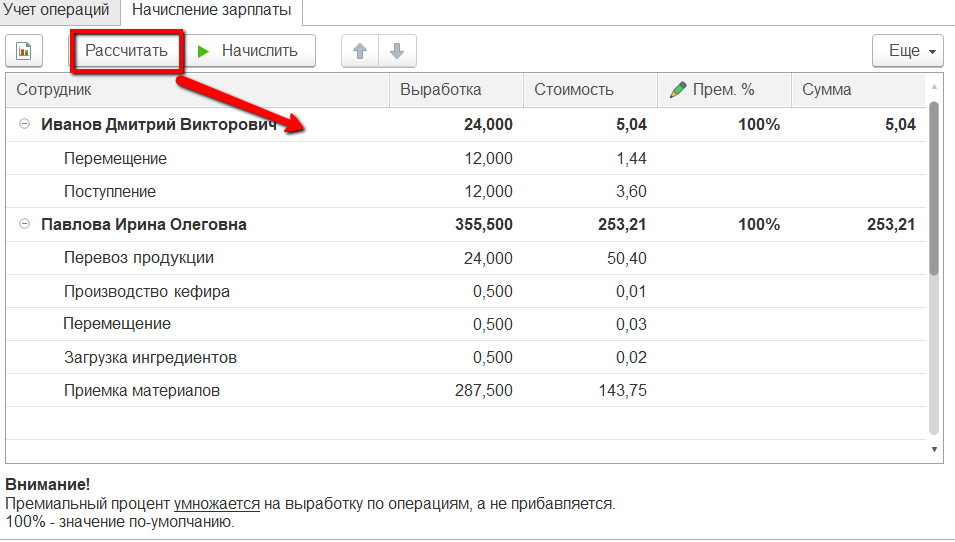 Учет операций Начисление зарплаты
Рассчитать Начислить Еще
Сотрудник Выработка Стоимость Прем. % Сумма
Иванов Дмитрий Викторович 24,000 5,04 100% 5,04
Перемещение 12,000 1,44
Поступление 12,000 3,60
Павлова Ирина Олеговна 355,500 253,21 100% 253,21
Перевоз продукции 24,000 50,40
Производство кефира 0,500 0,01
Перемещение 0,500 0,03
Загрузка ингредиентов 0,500 0,02
Приемка материалов 287,500 143,75
Внимание!
Премиальный процент умножается на выработку по операциям, а не прибавляется.
100% - значение по-умолчанию.